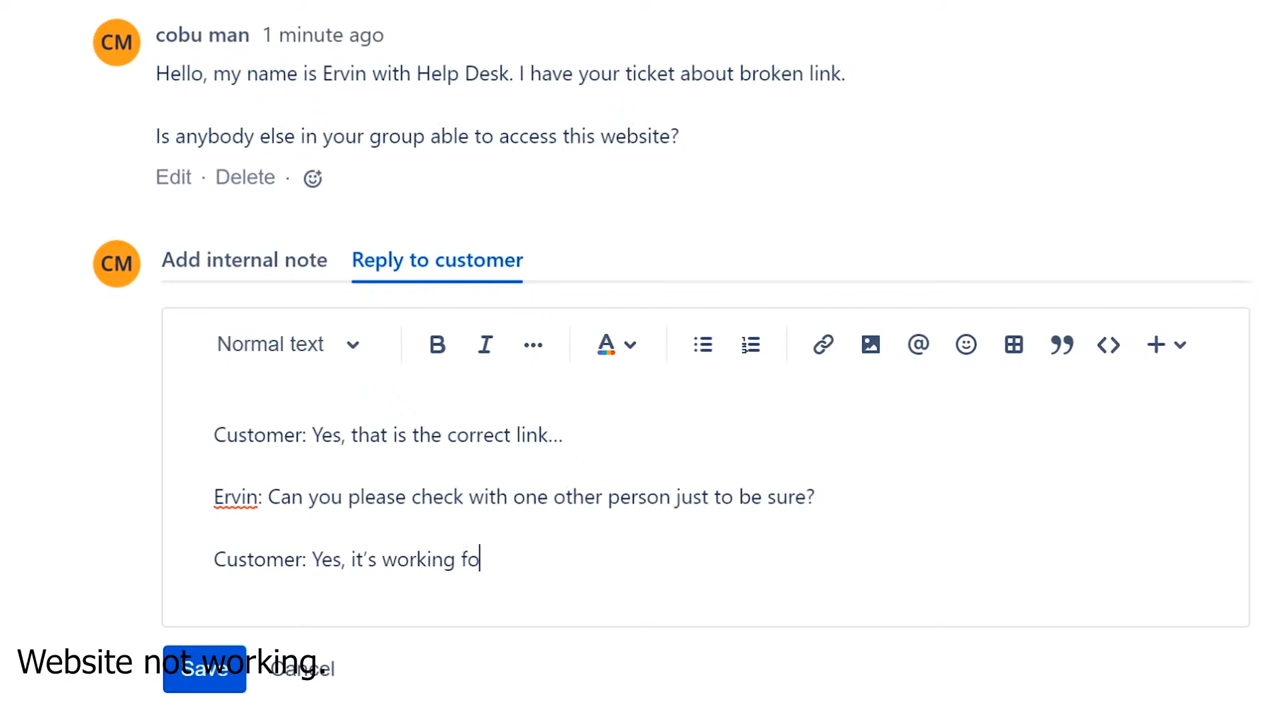 CM cobu man 1 minute ago
Hello, my name is Ervin with Help Desk. I have your ticket about broken link.
Is anybody else in your group able to access this website?
Edit · Delete ·
CM Add internal note Reply to customer
Normal text B I ... A @
Customer: Yes, that is the correct link...
Ervin: Can you please check with one other person just to be sure?
Customer: Yes, it's working fo
Website not working.
Save Cancel